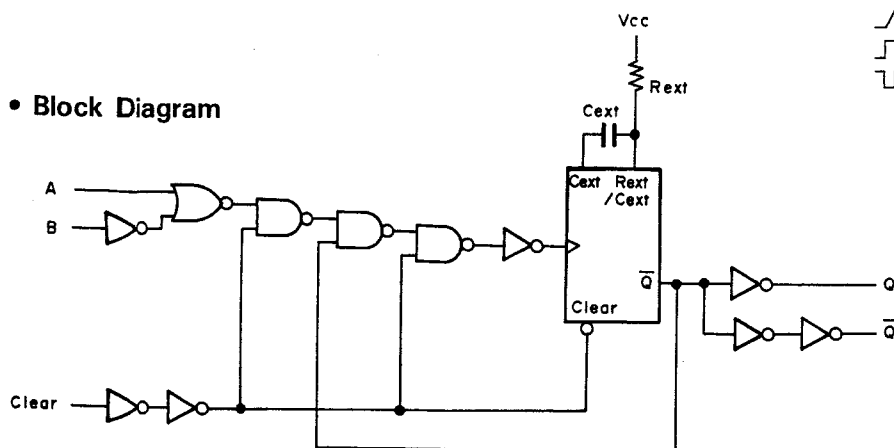 Vcc
Rext
• Block Diagram
Cext
A
Cext Rext
/Cext
B
Q̅
Q
Clear
Q̅
Clear